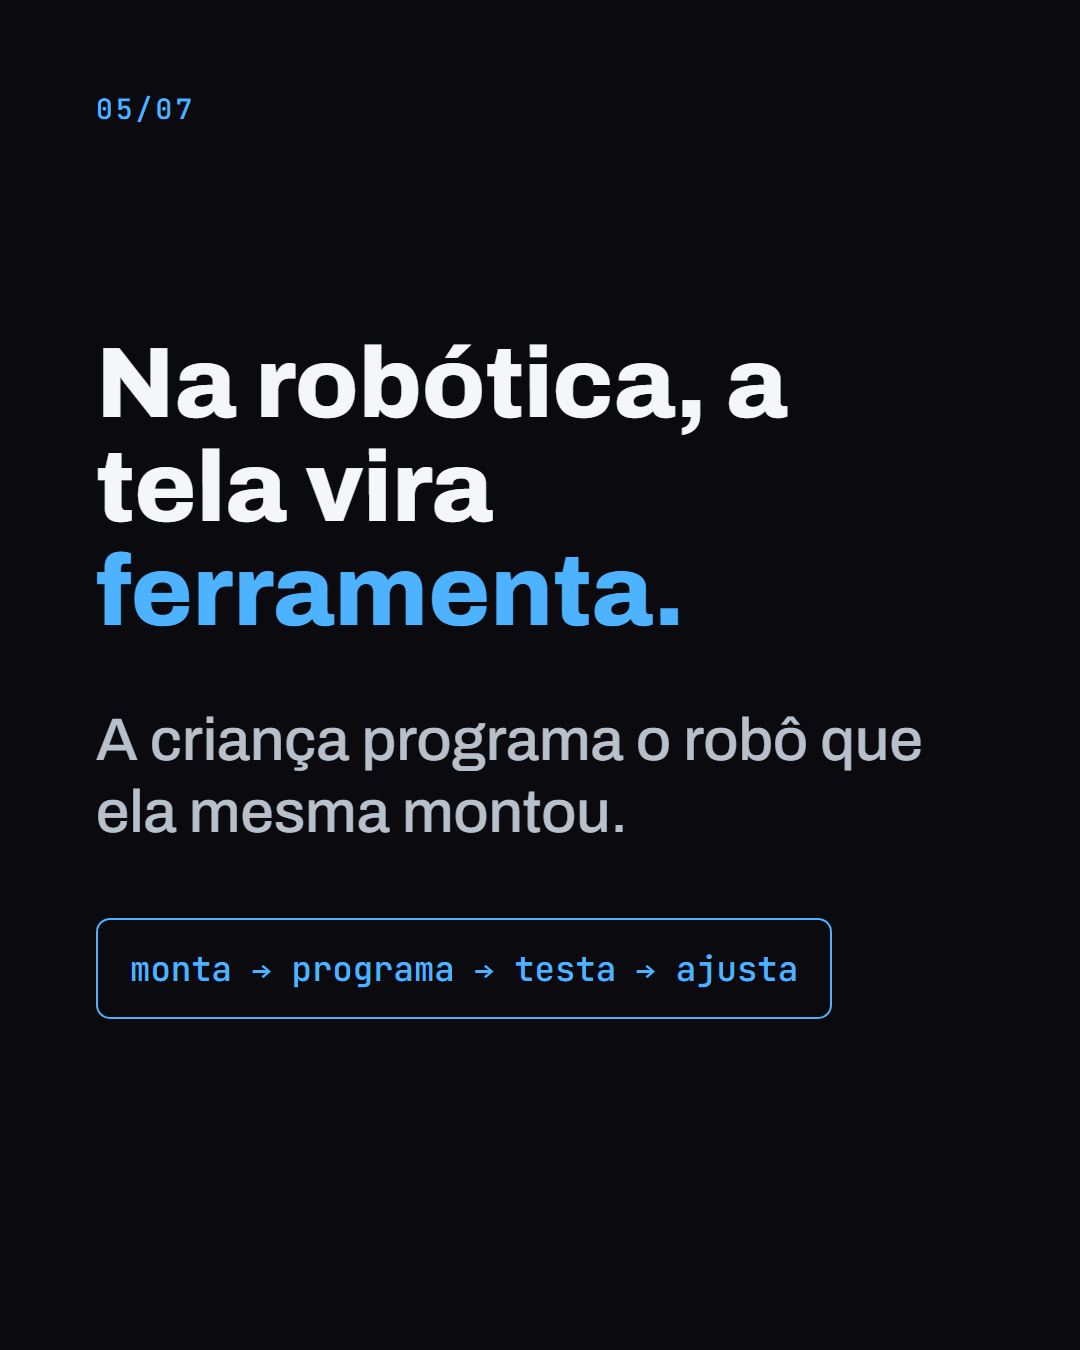 05/07
Na robótica, a
tela vira
ferramenta.
A criança programa o robô que
ela mesma montou.
monta → programa → testa → ajusta